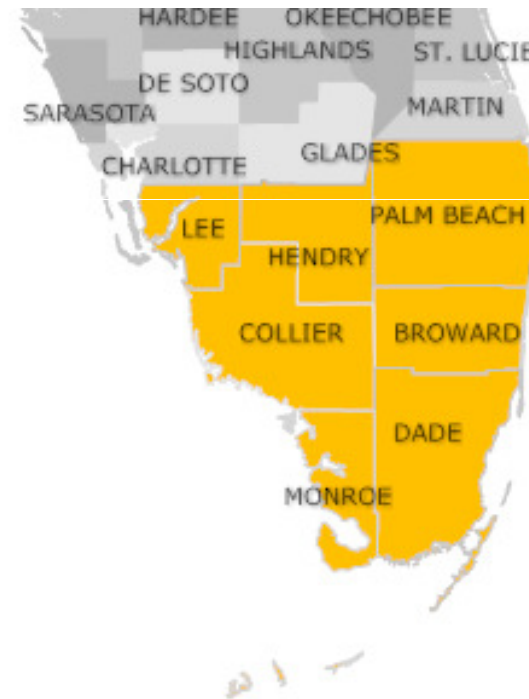 HARDEE
OKEECHOBEE
HIGHLANDS
ST. LUCIE
DE SOTO
SARASOTA
MARTIN
CHARLOTTE
GLADES
PALM BEACH
LEE
HENDRY
COLLIER
BROWARD
DADE
MONROE